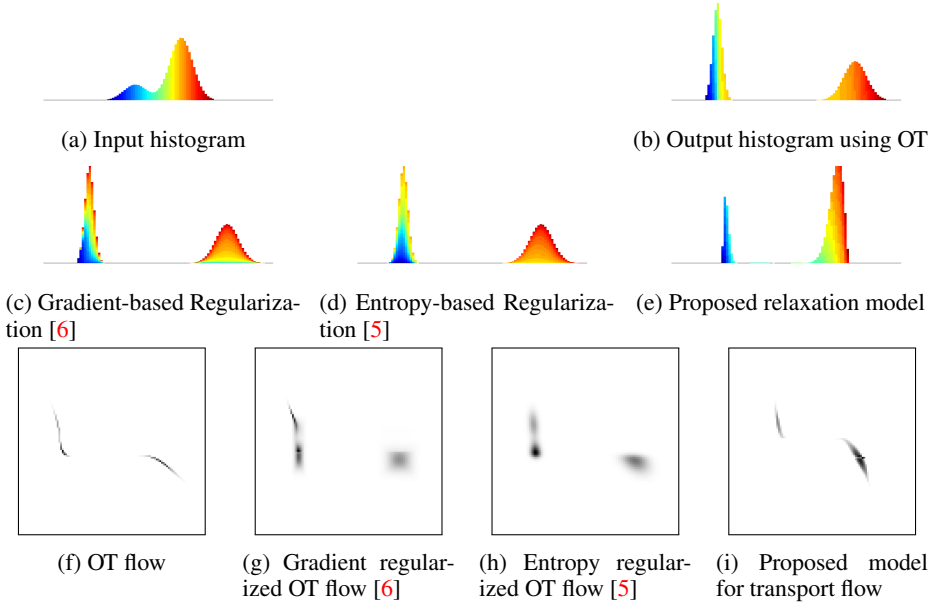 (a) Input histogram
(b) Output histogram using OT
(c) Gradient-based Regulariza-
tion [6]
(d) Entropy-based Regulariza-
tion [5]
(e) Proposed relaxation model
(f) OT flow
(g) Gradient regular-
ized OT flow [6]
(h) Entropy regular-
ized OT flow [5]
(i) Proposed model
for transport flow